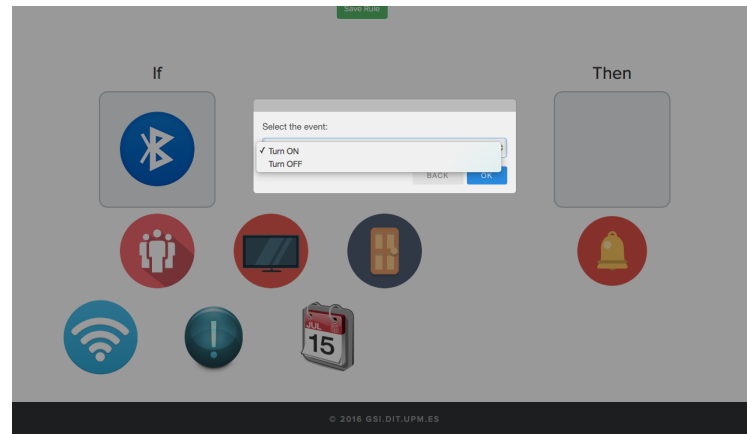 Save Rule
If
Then
Select the event:
✓ Turn ON
Turn OFF
BACK
OK
JUL
15
© 2016 GSI.DIT.UPM.ES